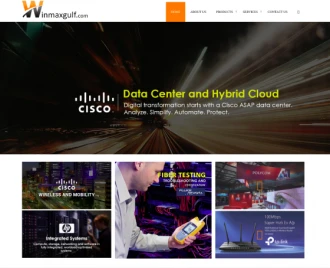 Winmaxgulf.com
HOME
ABOUT US
PRODUCTS
SERVICES
CONTACT US
CISCO
Data Center and Hybrid Cloud
Digital transformation starts with a Cisco ASAP data center.
Analyze. Simplify. Automate. Protect.
CISCO
WIRELESS AND MOBILITY
FIBER TESTING
TROUBLESHOOTING AND
FLUKE
POLYCOM
Integrated Systems
tp-link